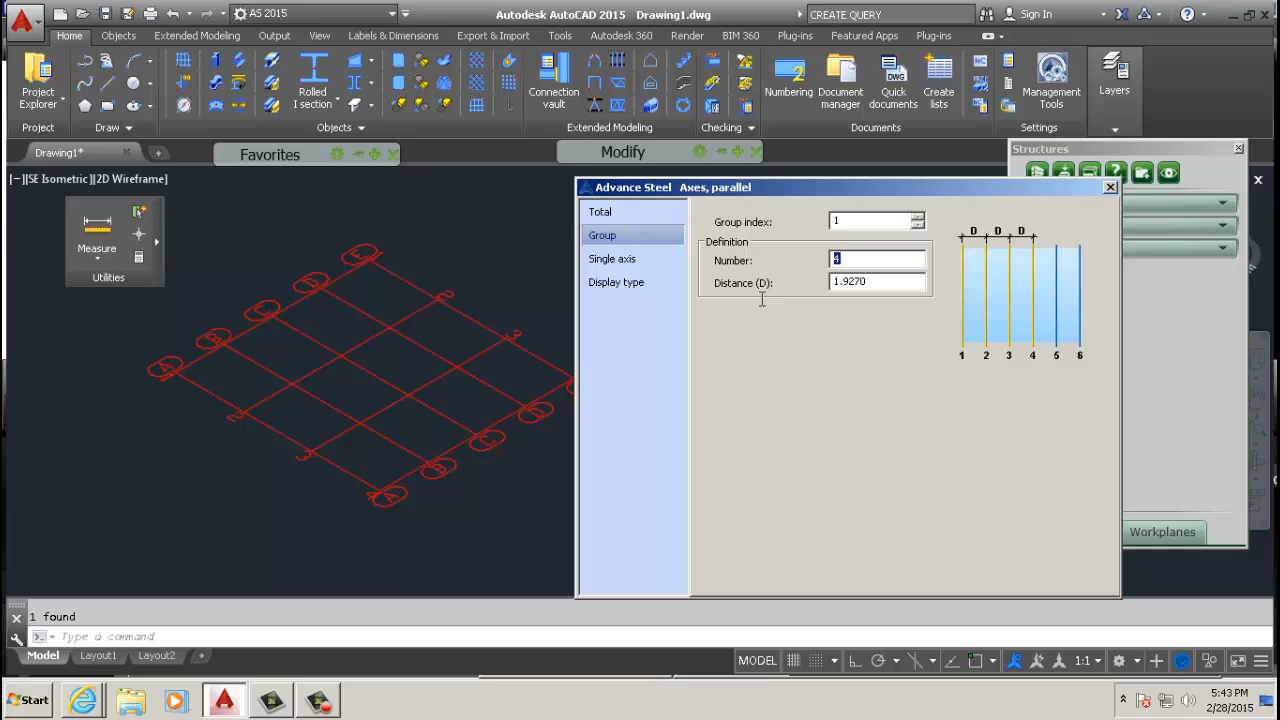 AS 2015
Autodesk AutoCAD 2015 Drawing1.dwg
CREATE QUERY
Sign In
Home Objects Extended Modeling Output View Labels & Dimensions Export & Import Tools Autodesk 360 Render BIM 360 Plug-ins Featured Apps Plug-ins
Project Explorer
Rolled I section
Connection vault
Numbering
Document manager
Quick documents
Create lists
Management Tools
Layers
Project Draw Objects Extended Modeling Checking Documents Settings
Drawing1*
Favorites
Modify
Structures
[−][SE Isometric][2D Wireframe]
Measure
Utilities
Advance Steel Axes, parallel
Total
Group
Single axis
Display type
Group index: 1
Definition
Number: 4
Distance (D): 1.9270
D D D
1 2 3 4 5 6
E
D
C
B
A
2
3
2
3
D
C
B
4
A
Workplanes
1 found
Type a command
Model Layout1 Layout2
MODEL
1:1
Start
5:43 PM
2/28/2015